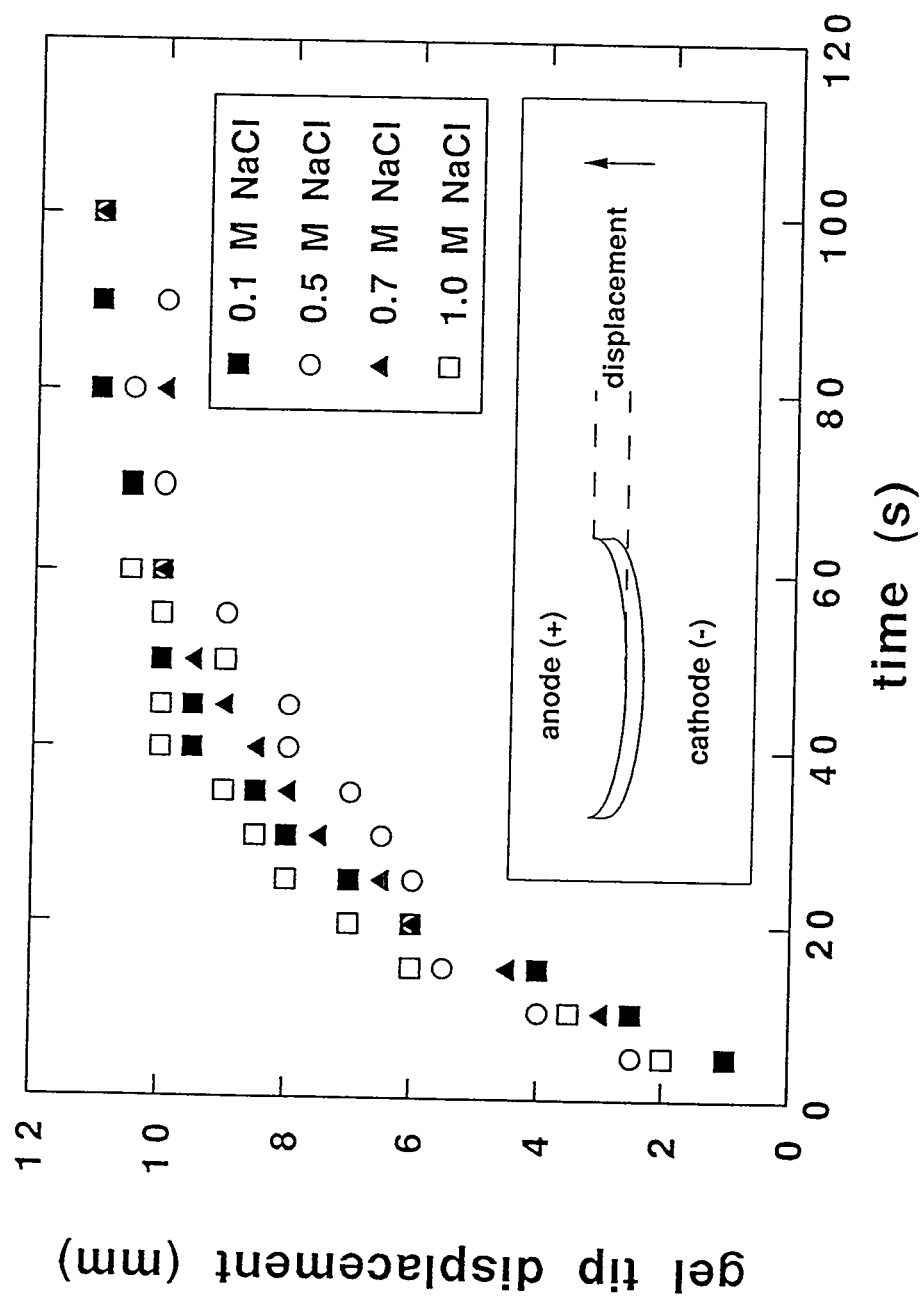 gel tip displacement (mm)
12
10
8
6
4
2
0
0.1 M NaCl
0.5 M NaCl
0.7 M NaCl
1.0 M NaCl
anode (+)
displacement
cathode (-)
0 20 40 60 80 100 120
time (s)